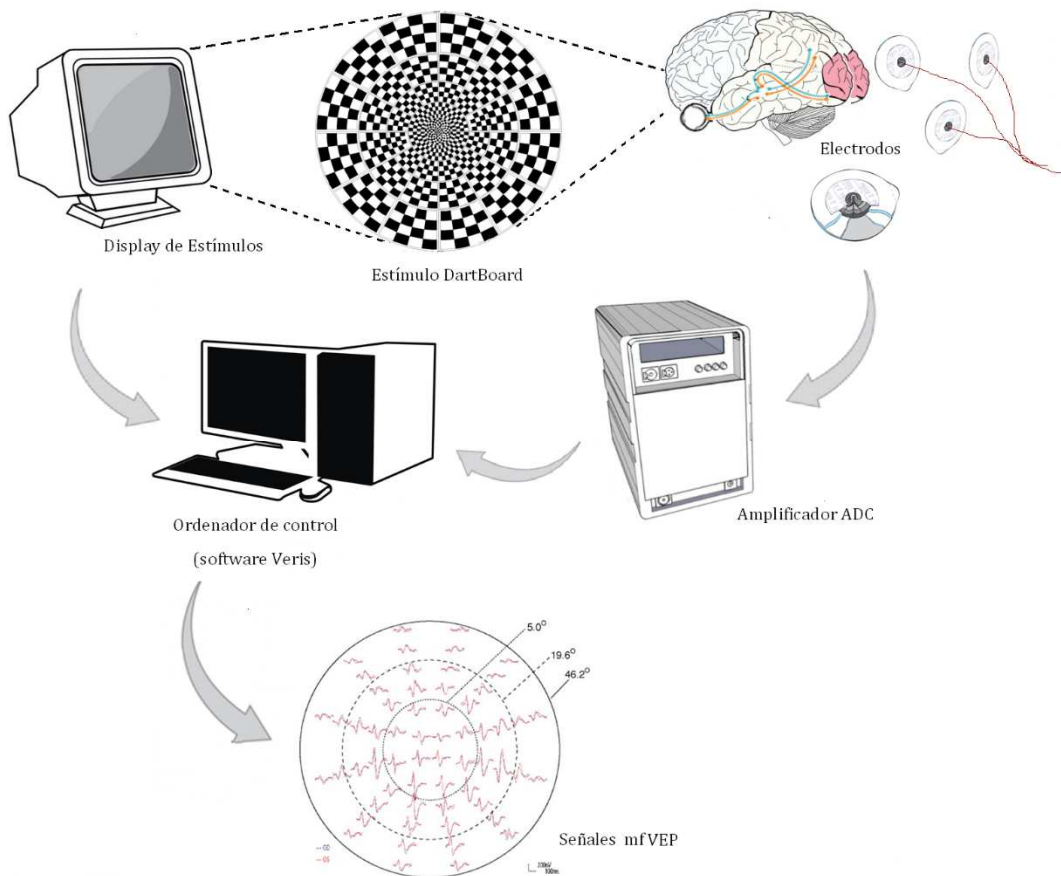 Electrodos
Display de Estímulos
Estímulo DartBoard
Ordenador de control
(software Veris)
Amplificador ADC
5.0°
19.6°
46.2°
Señales mfVEP